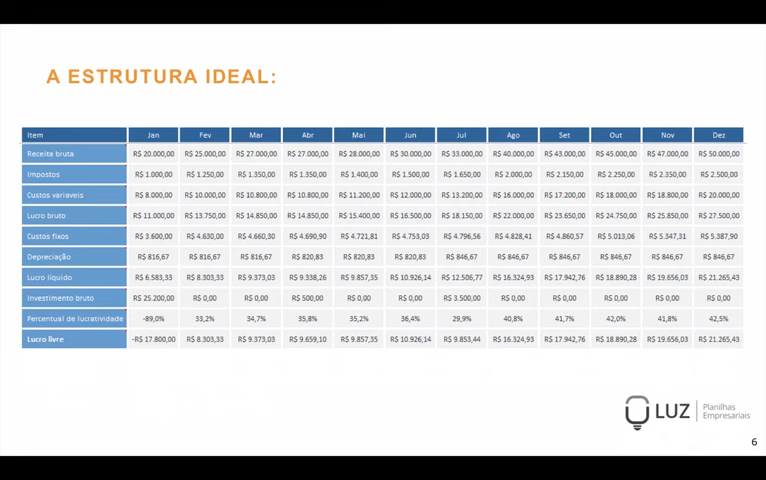 A ESTRUTURA IDEAL:
Item Jan Fev Mar Abr Mai Jun Jul Ago Set Out Nov Dez
Receita bruta R$ 20.000,00 R$ 25.000,00 R$ 27.000,00 R$ 27.000,00 R$ 28.000,00 R$ 30.000,00 R$ 33.000,00 R$ 40.000,00 R$ 43.000,00 R$ 45.000,00 R$ 47.000,00 R$ 50.000,00
Impostos R$ 1.000,00 R$ 1.250,00 R$ 1.350,00 R$ 1.350,00 R$ 1.400,00 R$ 1.500,00 R$ 1.650,00 R$ 2.000,00 R$ 2.150,00 R$ 2.250,00 R$ 2.350,00 R$ 2.500,00
Custos variaveis R$ 8.000,00 R$ 10.000,00 R$ 10.800,00 R$ 10.800,00 R$ 11.200,00 R$ 12.000,00 R$ 13.200,00 R$ 16.000,00 R$ 17.200,00 R$ 18.000,00 R$ 18.800,00 R$ 20.000,00
Lucro bruto R$ 11.000,00 R$ 13.750,00 R$ 14.850,00 R$ 14.850,00 R$ 15.400,00 R$ 16.500,00 R$ 18.150,00 R$ 22.000,00 R$ 23.650,00 R$ 24.750,00 R$ 25.850,00 R$ 27.500,00
Custos fixos R$ 3.600,00 R$ 4.630,00 R$ 4.660,30 R$ 4.690,90 R$ 4.721,81 R$ 4.753,03 R$ 4.796,56 R$ 4.828,41 R$ 4.860,57 R$ 5.013,06 R$ 5.347,31 R$ 5.387,90
Depreciação R$ 816,67 R$ 816,67 R$ 816,67 R$ 820,83 R$ 820,83 R$ 820,83 R$ 846,67 R$ 846,67 R$ 846,67 R$ 846,67 R$ 846,67 R$ 846,67
Lucro líquido R$ 6.583,33 R$ 8.303,33 R$ 9.373,03 R$ 9.338,26 R$ 9.857,35 R$ 10.926,14 R$ 12.506,77 R$ 16.324,93 R$ 17.942,76 R$ 18.890,28 R$ 19.656,03 R$ 21.265,43
Investimento bruto R$ 25.200,00 R$ 0,00 R$ 0,00 R$ 500,00 R$ 0,00 R$ 0,00 R$ 3.500,00 R$ 0,00 R$ 0,00 R$ 0,00 R$ 0,00 R$ 0,00
Percentual de lucratividade -89,0% 33,2% 34,7% 35,8% 35,2% 36,4% 29,9% 40,8% 41,7% 42,0% 41,8% 42,5%
Lucro livre -R$ 17.800,00 R$ 8.303,33 R$ 9.373,03 R$ 9.659,10 R$ 9.857,35 R$ 10.926,14 R$ 9.853,44 R$ 16.324,93 R$ 17.942,76 R$ 18.890,28 R$ 19.656,03 R$ 21.265,43
LUZ
Planilhas
Empresariais
6